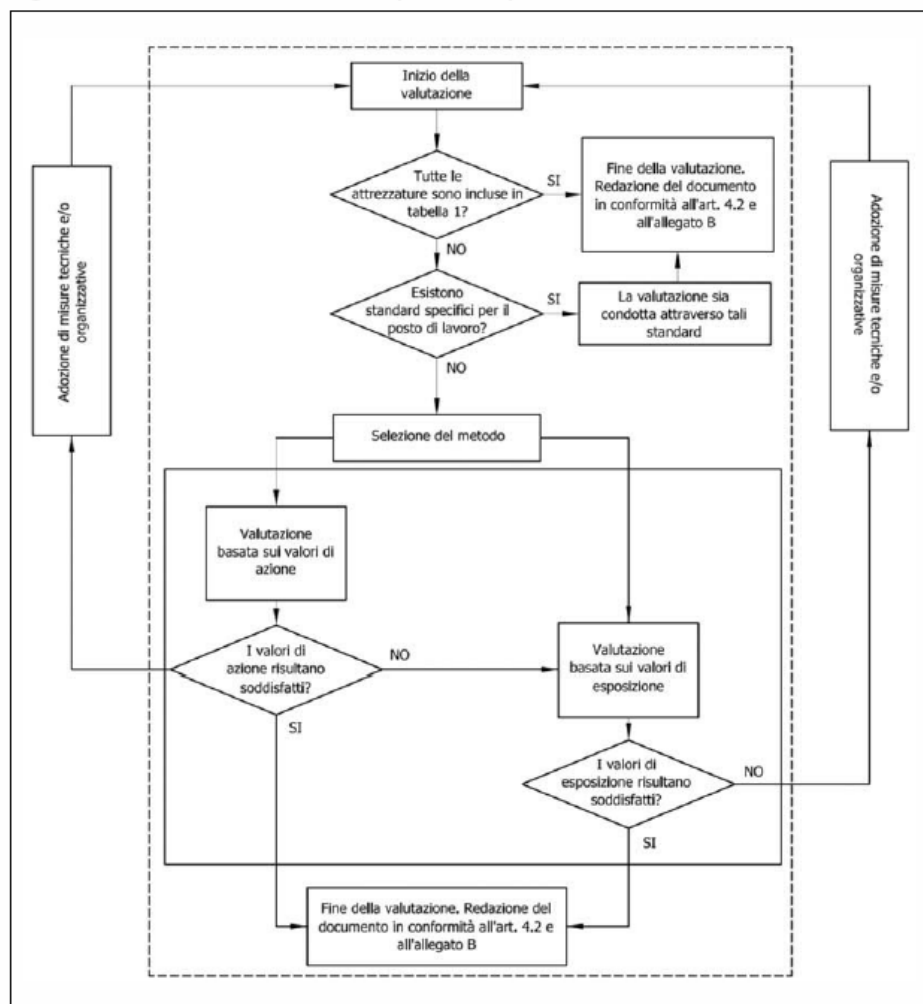 Inizio della
valutazione
Tutte le
attrezzature sono incluse in
tabella 1?
SI
Fine della valutazione.
Redazione del documento
in conformità all'art. 4.2 e
all'allegato B
NO
Esistono
standard specifici per il
posto di lavoro?
SI
La valutazione sia
condotta attraverso tali
standard
NO
Adozione di misure tecniche e/o
organizzative
Adozione di misure tecniche e/o
organizzative
Selezione del metodo
Valutazione
basata sui valori di
azione
I valori di
azione risultano
soddisfatti?
NO
SI
Valutazione
basata sui valori di
esposizione
I valori di
esposizione risultano
soddisfatti?
NO
SI
Fine della valutazione. Redazione del
documento in conformità all'art. 4.2 e
all'allegato B